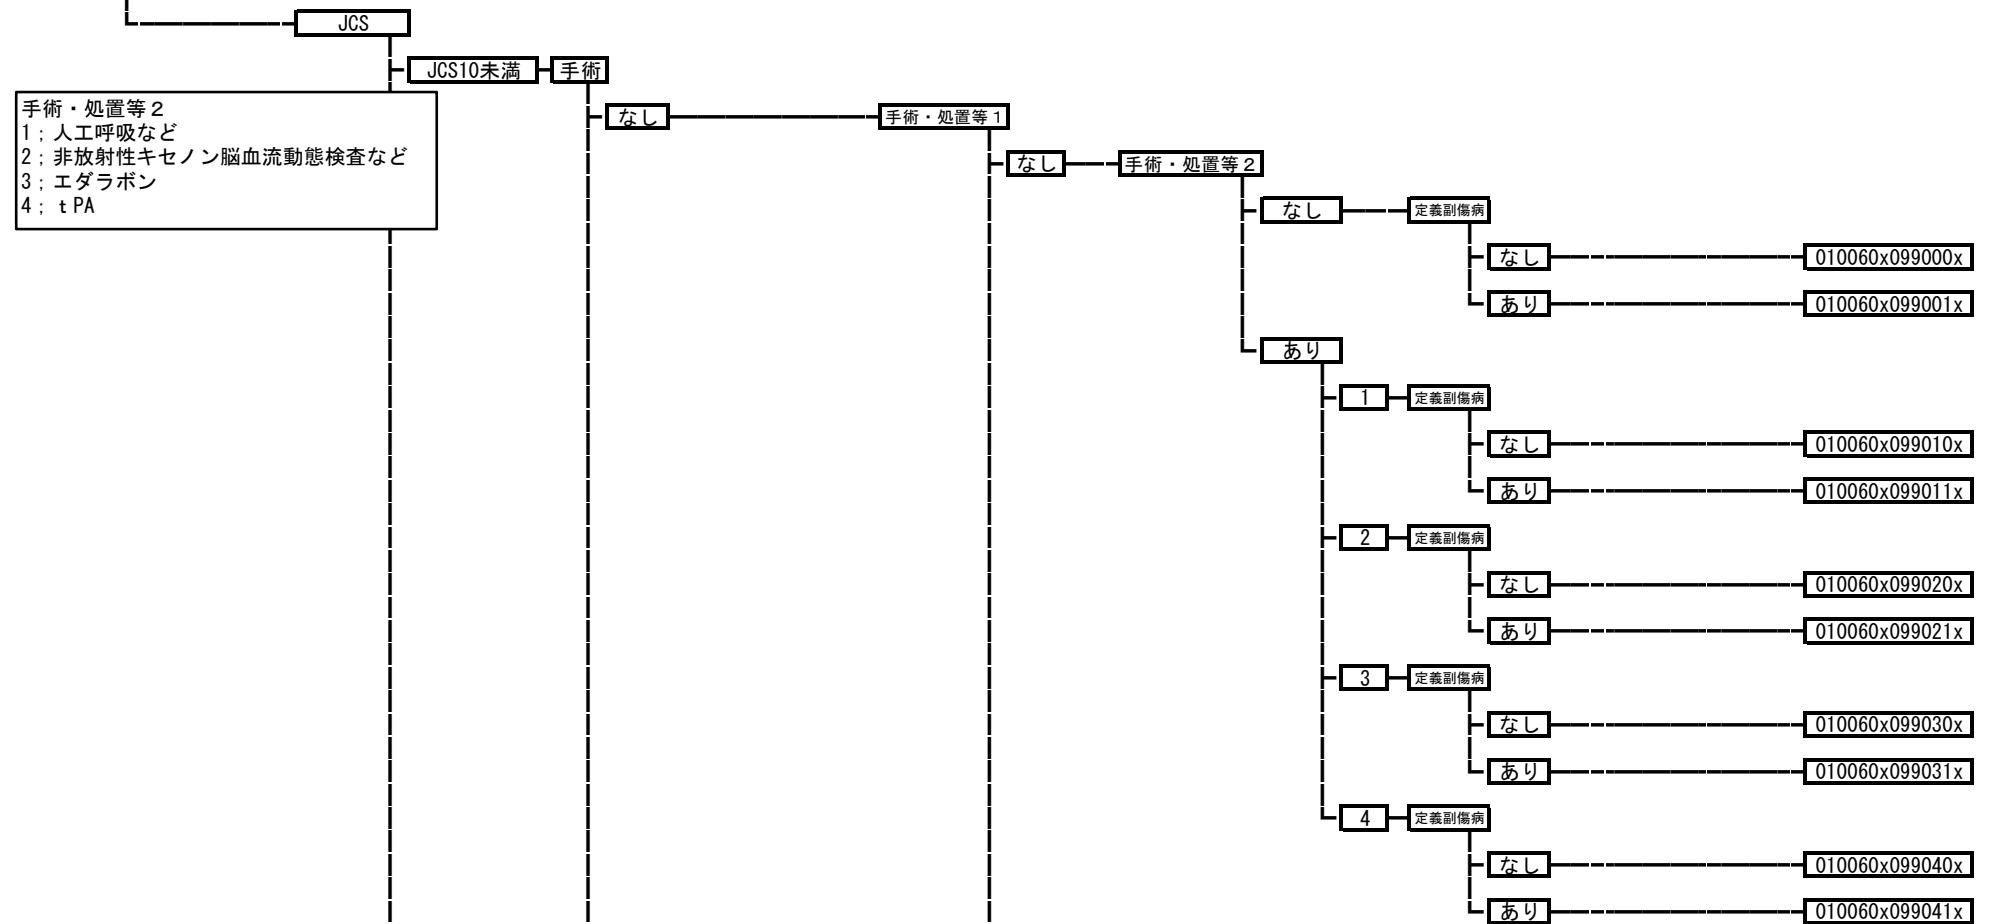 JCS
JCS10未満
手術
手術・処置等２
1；人工呼吸など
2；非放射性キセノン脳血流動態検査など
3；エダラボン
4；ｔPA
なし
手術・処置等１
なし
手術・処置等２
なし
定義副傷病
なし
010060x099000x
あり
010060x099001x
あり
1
定義副傷病
なし
010060x099010x
あり
010060x099011x
2
定義副傷病
なし
010060x099020x
あり
010060x099021x
3
定義副傷病
なし
010060x099030x
あり
010060x099031x
4
定義副傷病
なし
010060x099040x
あり
010060x099041x